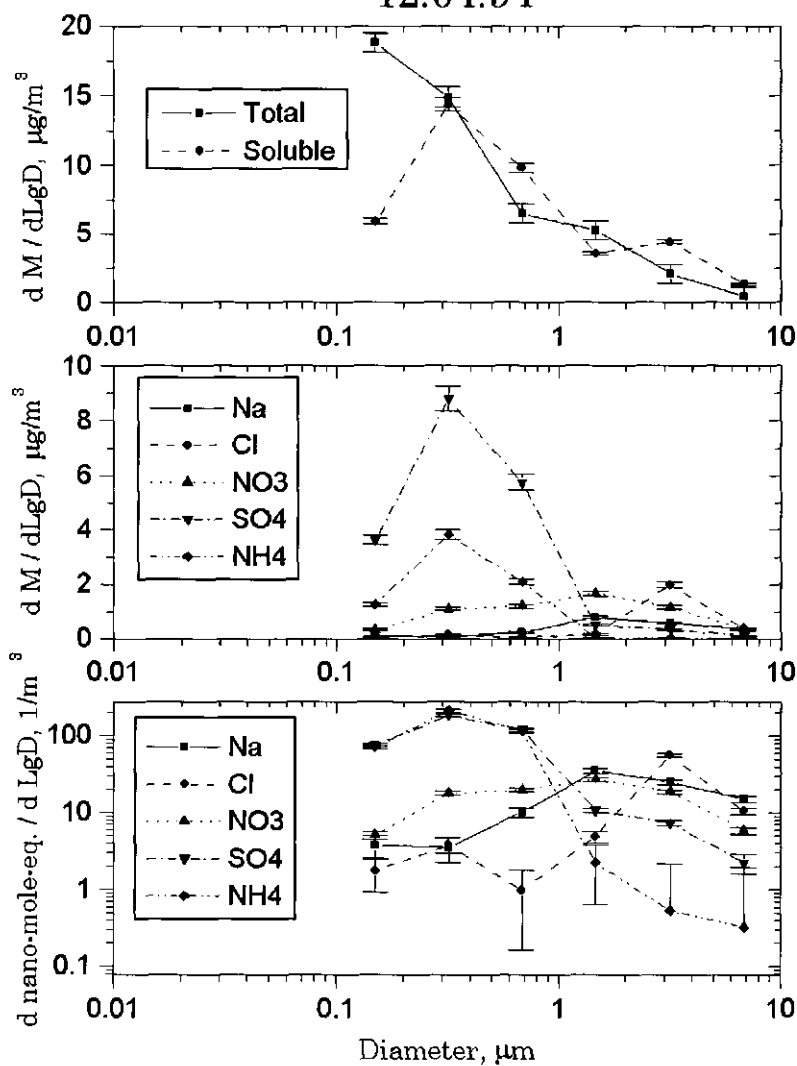 20
15
10
5
0
d M / dLgD, μg/m³
Total
Soluble
0.01 0.1 1 10
10
8
6
4
2
0
d M / dLgD, μg/m³
Na
Cl
NO3
SO4
NH4
0.01 0.1 1 10
100
10
1
0.1
d nano-mole-eq. / d LgD, 1/m³
Na
Cl
NO3
SO4
NH4
0.01 0.1 1 10
Diameter, μm